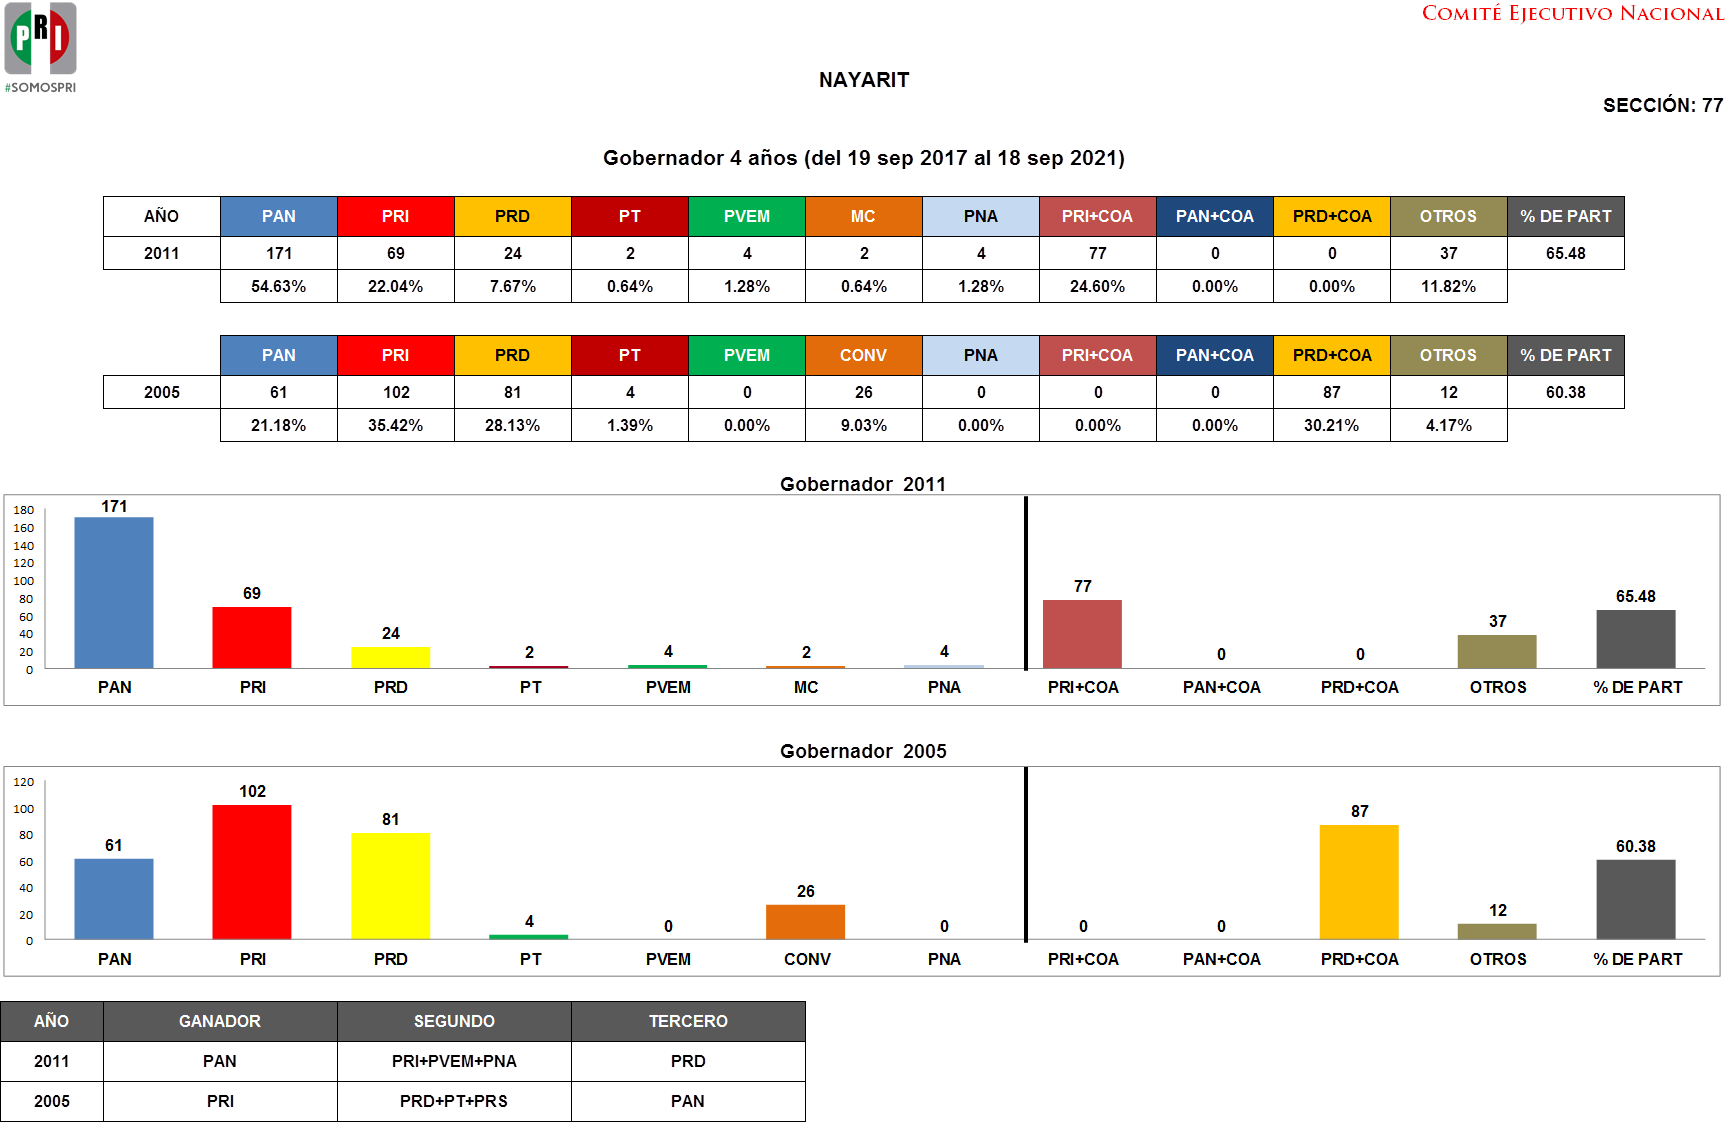 PRI
#SOMOSPRI
COMITÉ EJECUTIVO NACIONAL
NAYARIT
SECCIÓN: 77
Gobernador 4 años (del 19 sep 2017 al 18 sep 2021)
AÑO PAN PRI PRD PT PVEM MC PNA PRI+COA PAN+COA PRD+COA OTROS % DE PART
2011 171 69 24 2 4 2 4 77 0 0 37 65.48
54.63% 22.04% 7.67% 0.64% 1.28% 0.64% 1.28% 24.60% 0.00% 0.00% 11.82%
PAN PRI PRD PT PVEM CONV PNA PRI+COA PAN+COA PRD+COA OTROS % DE PART
2005 61 102 81 4 0 26 0 0 0 87 12 60.38
21.18% 35.42% 28.13% 1.39% 0.00% 9.03% 0.00% 0.00% 0.00% 30.21% 4.17%
Gobernador 2011
180
160
140
120
100
80
60
40
20
0
171 69 24 2 4 2 4 77 0 0 37 65.48
PAN PRI PRD PT PVEM MC PNA PRI+COA PAN+COA PRD+COA OTROS % DE PART
Gobernador 2005
120
100
80
60
40
20
0
61 102 81 4 0 26 0 0 0 87 12 60.38
PAN PRI PRD PT PVEM CONV PNA PRI+COA PAN+COA PRD+COA OTROS % DE PART
AÑO GANADOR SEGUNDO TERCERO
2011 PAN PRI+PVEM+PNA PRD
2005 PRI PRD+PT+PRS PAN